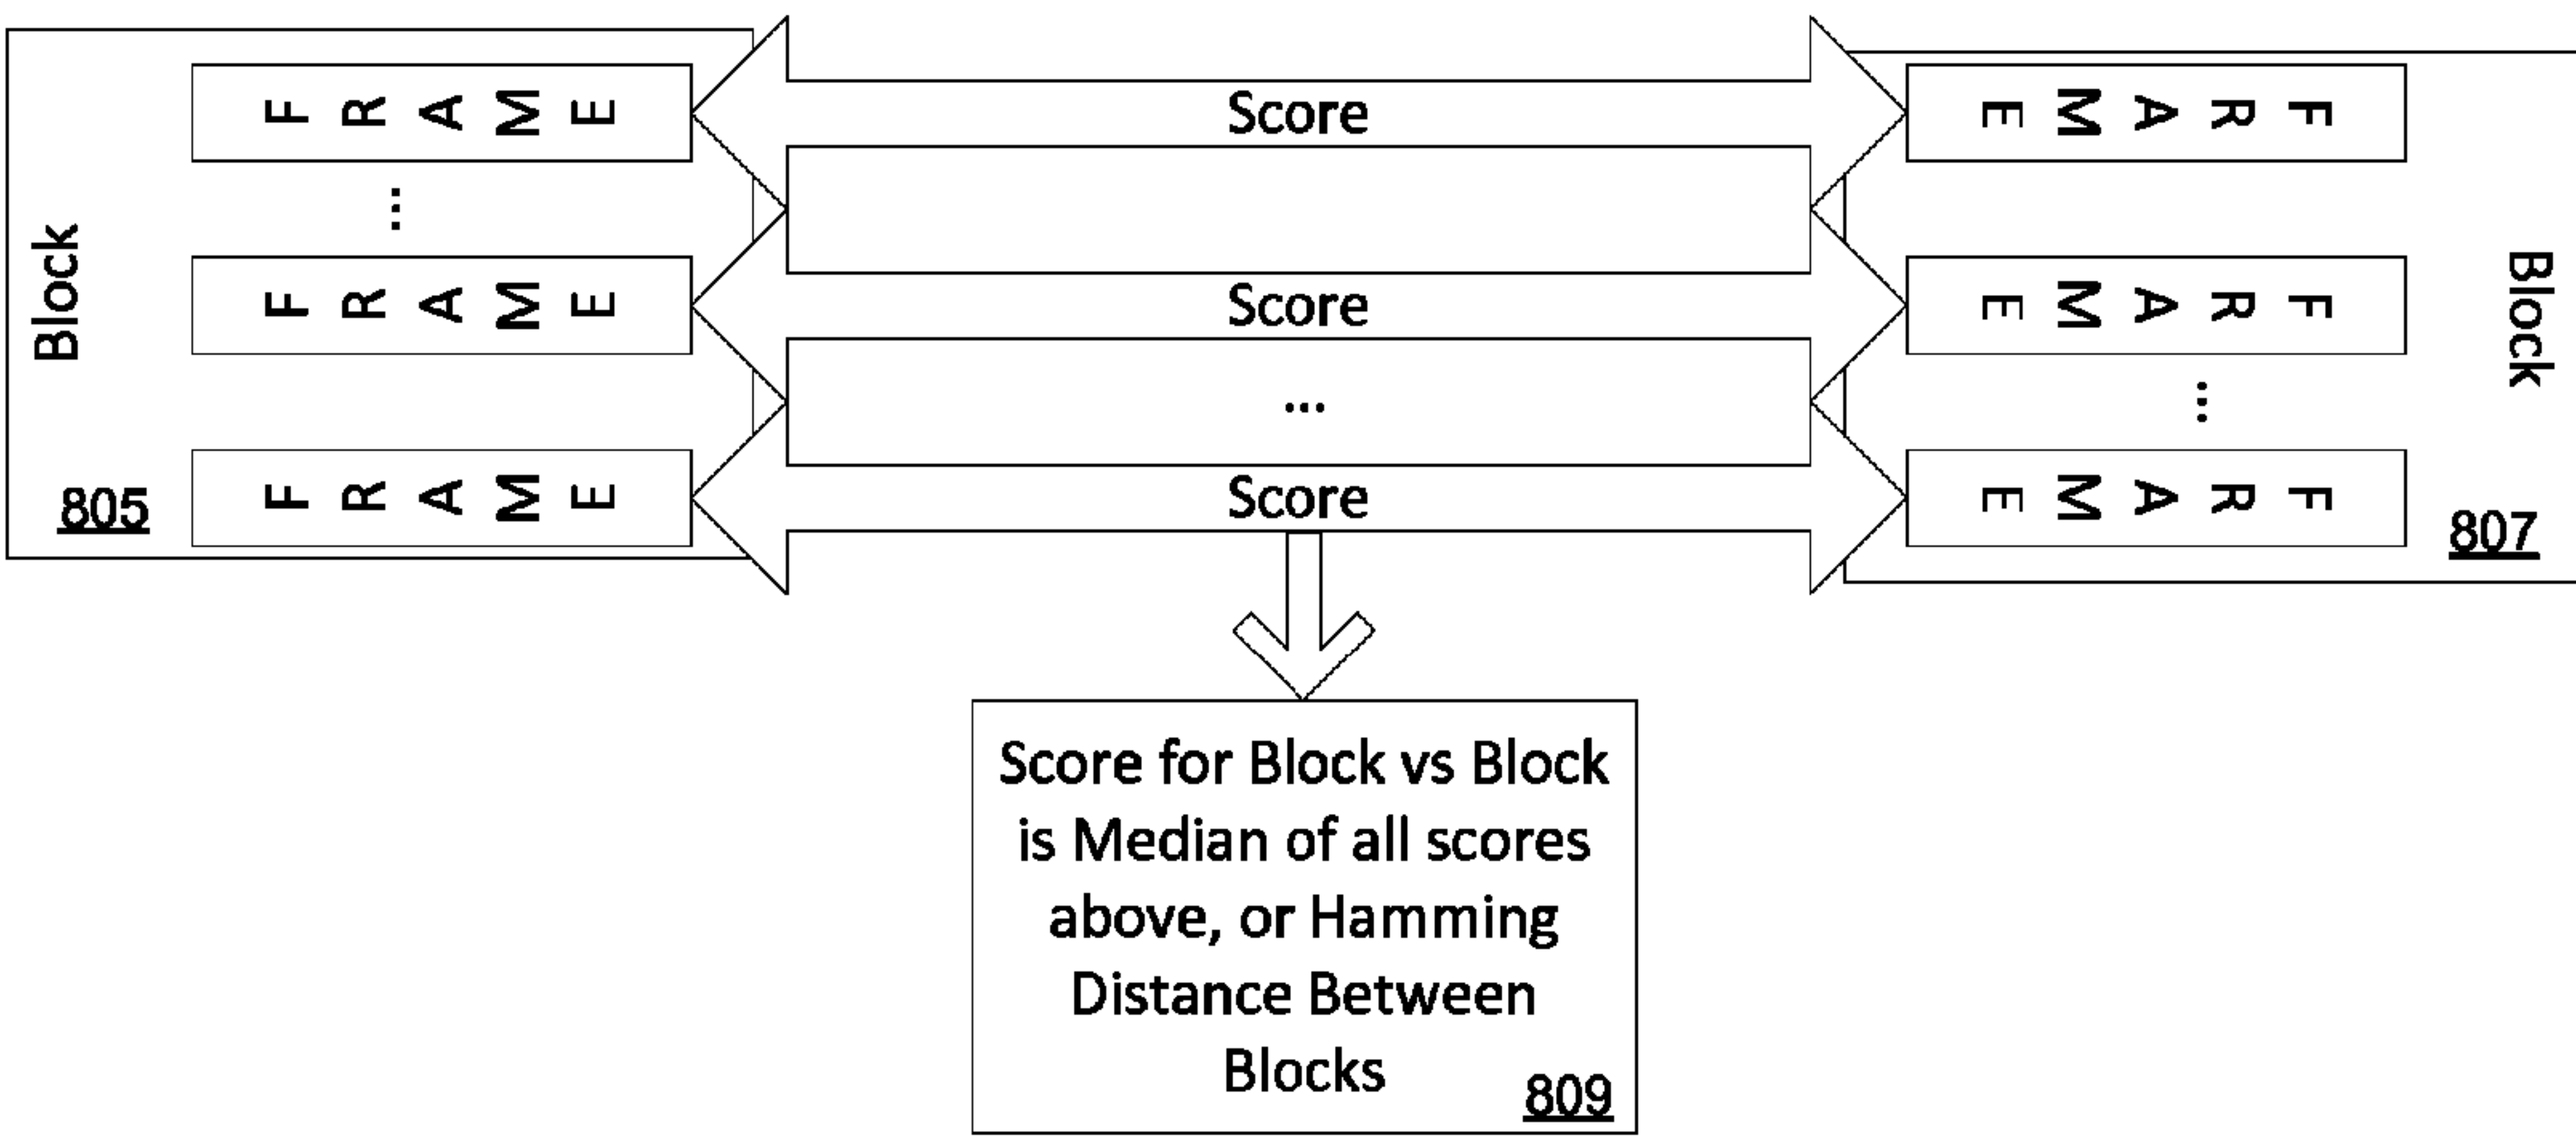 Block
805
F R A M E
...
F R A M E
F R A M E
Score
Score
...
Score
F R A M E
F R A M E
...
F R A M E
Block
807
Score for Block vs Block
is Median of all scores
above, or Hamming
Distance Between
Blocks
809